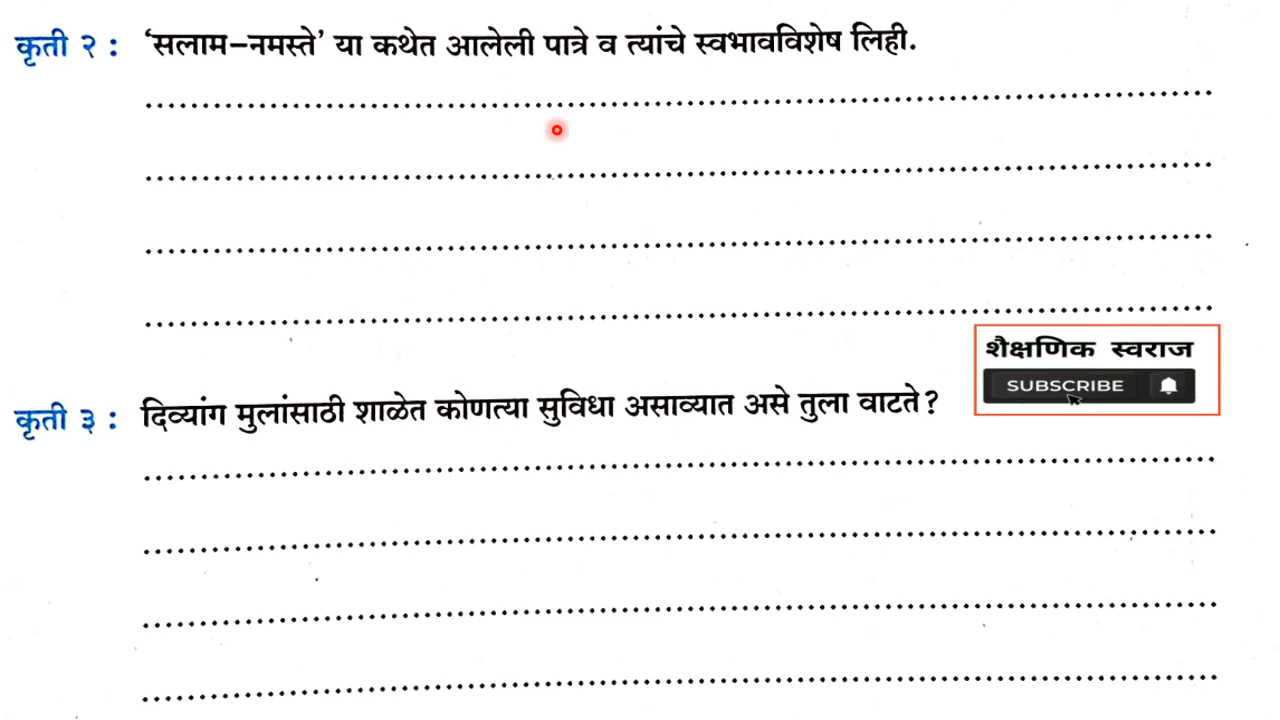 कृती २ : ‘सलाम-नमस्ते’ या कथेत आलेली पात्रे व त्यांचे स्वभावविशेष लिही.
शैक्षणिक स्वराज
SUBSCRIBE
कृती ३ : दिव्यांग मुलांसाठी शाळेत कोणत्या सुविधा असाव्यात असे तुला वाटते?